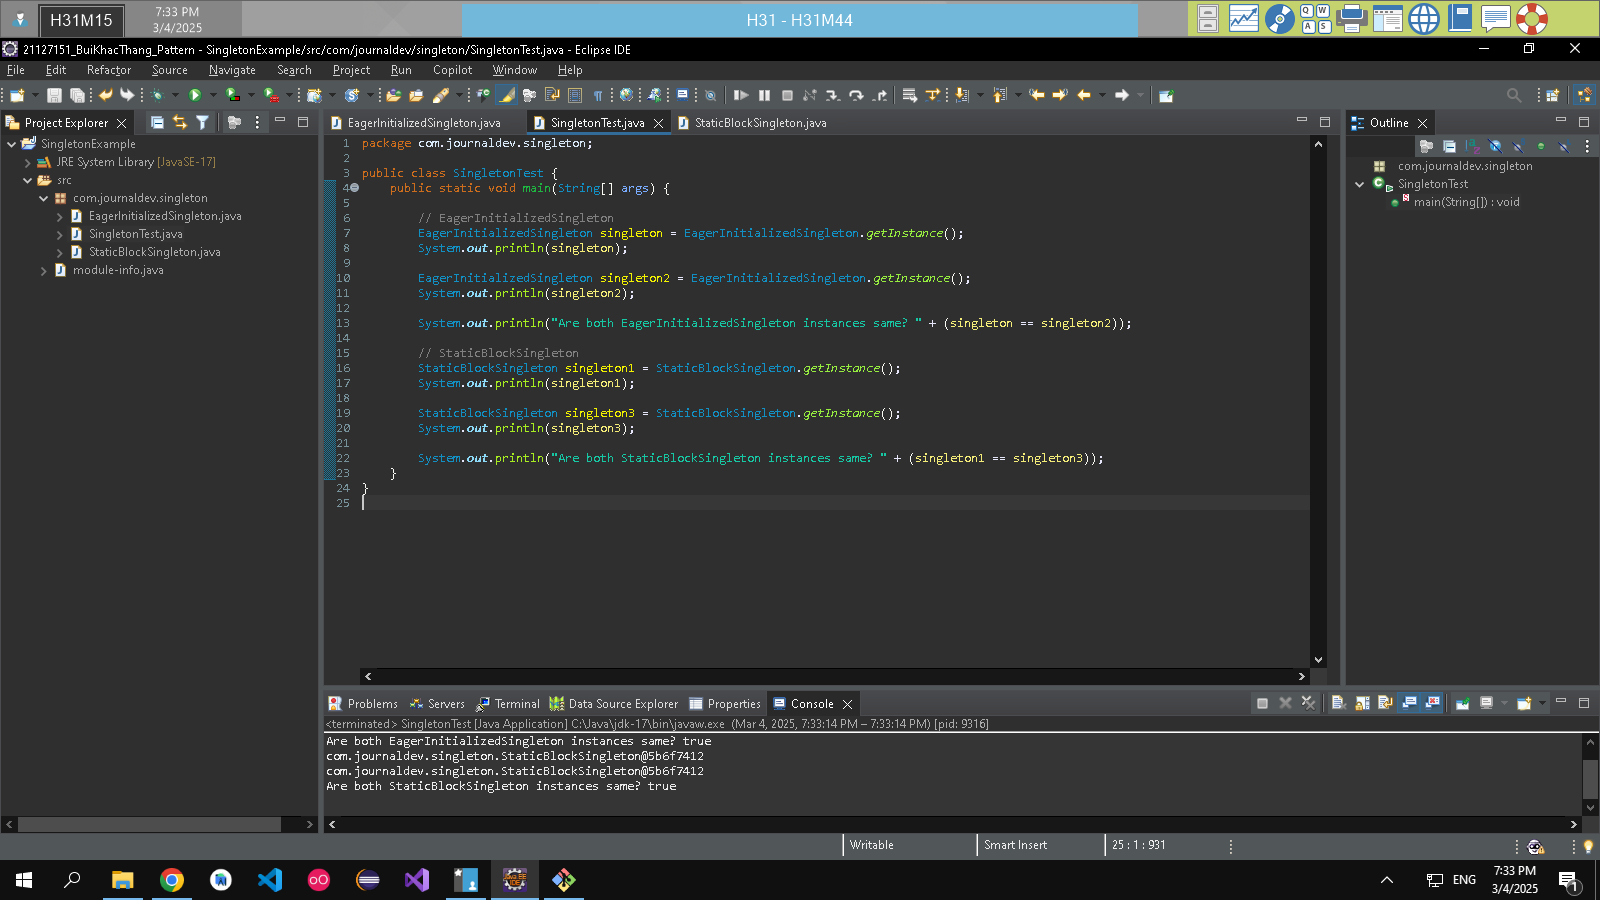 H31M15
7:33 PM
3/4/2025
H31 - H31M44
21127151_BuiKhacThang_Pattern - SingletonExample/src/com/journaldev/singleton/SingletonTest.java - Eclipse IDE
File Edit Refactor Source Navigate Search Project Run Copilot Window Help
Project Explorer
SingletonExample
JRE System Library [JavaSE-17]
src
com.journaldev.singleton
EagerInitializedSingleton.java
SingletonTest.java
StaticBlockSingleton.java
module-info.java
EagerInitializedSingleton.java
SingletonTest.java
StaticBlockSingleton.java
1 package com.journaldev.singleton;
2
3 public class SingletonTest {
4 public static void main(String[] args) {
5
6 // EagerInitializedSingleton
7 EagerInitializedSingleton singleton = EagerInitializedSingleton.getInstance();
8 System.out.println(singleton);
9
10 EagerInitializedSingleton singleton2 = EagerInitializedSingleton.getInstance();
11 System.out.println(singleton2);
12
13 System.out.println("Are both EagerInitializedSingleton instances same? " + (singleton == singleton2));
14
15 // StaticBlockSingleton
16 StaticBlockSingleton singleton1 = StaticBlockSingleton.getInstance();
17 System.out.println(singleton1);
18
19 StaticBlockSingleton singleton3 = StaticBlockSingleton.getInstance();
20 System.out.println(singleton3);
21
22 System.out.println("Are both StaticBlockSingleton instances same? " + (singleton1 == singleton3));
23 }
24 }
25
Outline
com.journaldev.singleton
SingletonTest
main(String[]) : void
Problems Servers Terminal Data Source Explorer Properties Console
<terminated> SingletonTest [Java Application] C:\Java\jdk-17\bin\javaw.exe (Mar 4, 2025, 7:33:14 PM – 7:33:14 PM) [pid: 9316]
Are both EagerInitializedSingleton instances same? true
com.journaldev.singleton.StaticBlockSingleton@5b6f7412
com.journaldev.singleton.StaticBlockSingleton@5b6f7412
Are both StaticBlockSingleton instances same? true
Writable
Smart Insert
25 : 1 : 931
ENG
7:33 PM
3/4/2025
1